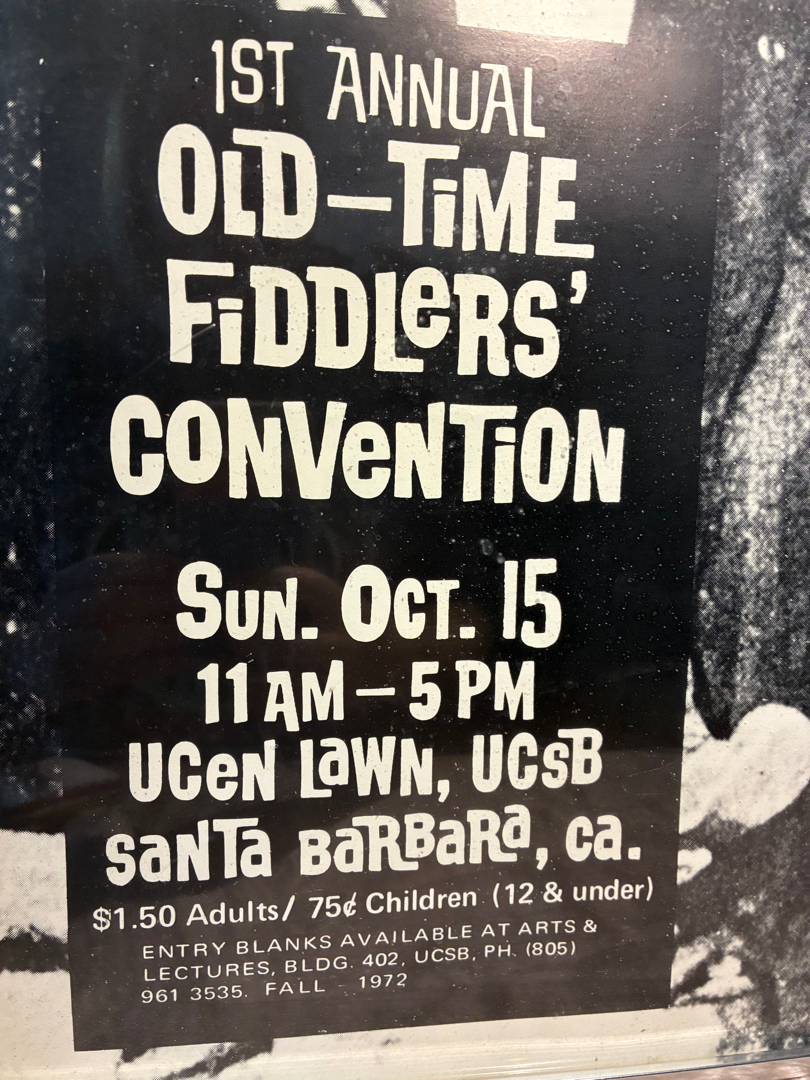 1ST ANNUAL
OLD-TiME
FiDDLeRS'
CONVeNTiON
SUN. OCT. 15
11 AM - 5 PM
UCeN LaWN, UCSB
SaNTa BaRBaRa, Ca.
$1.50 Adults/ 75¢ Children (12 & under)
ENTRY BLANKS AVAILABLE AT ARTS &
LECTURES, BLDG. 402, UCSB, PH. (805)
961 3535. FALL - 1972